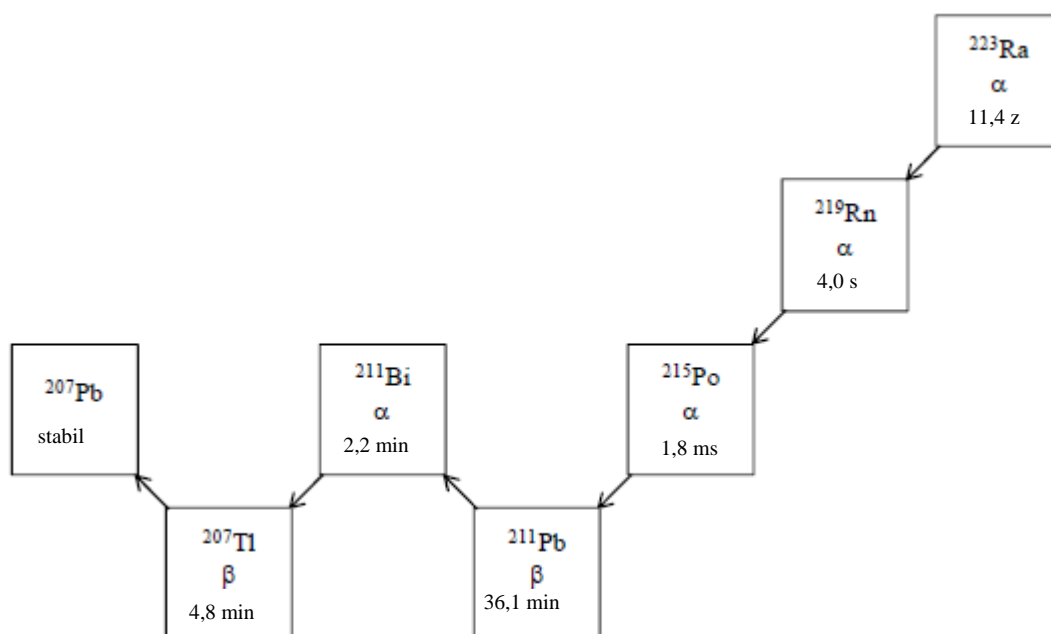 ²²³Ra
α
11,4 z
²¹⁹Rn
α
4,0 s
²⁰⁷Pb
stabil
²¹¹Bi
α
2,2 min
²¹⁵Po
α
1,8 ms
²⁰⁷Tl
β
4,8 min
²¹¹Pb
β
36,1 min